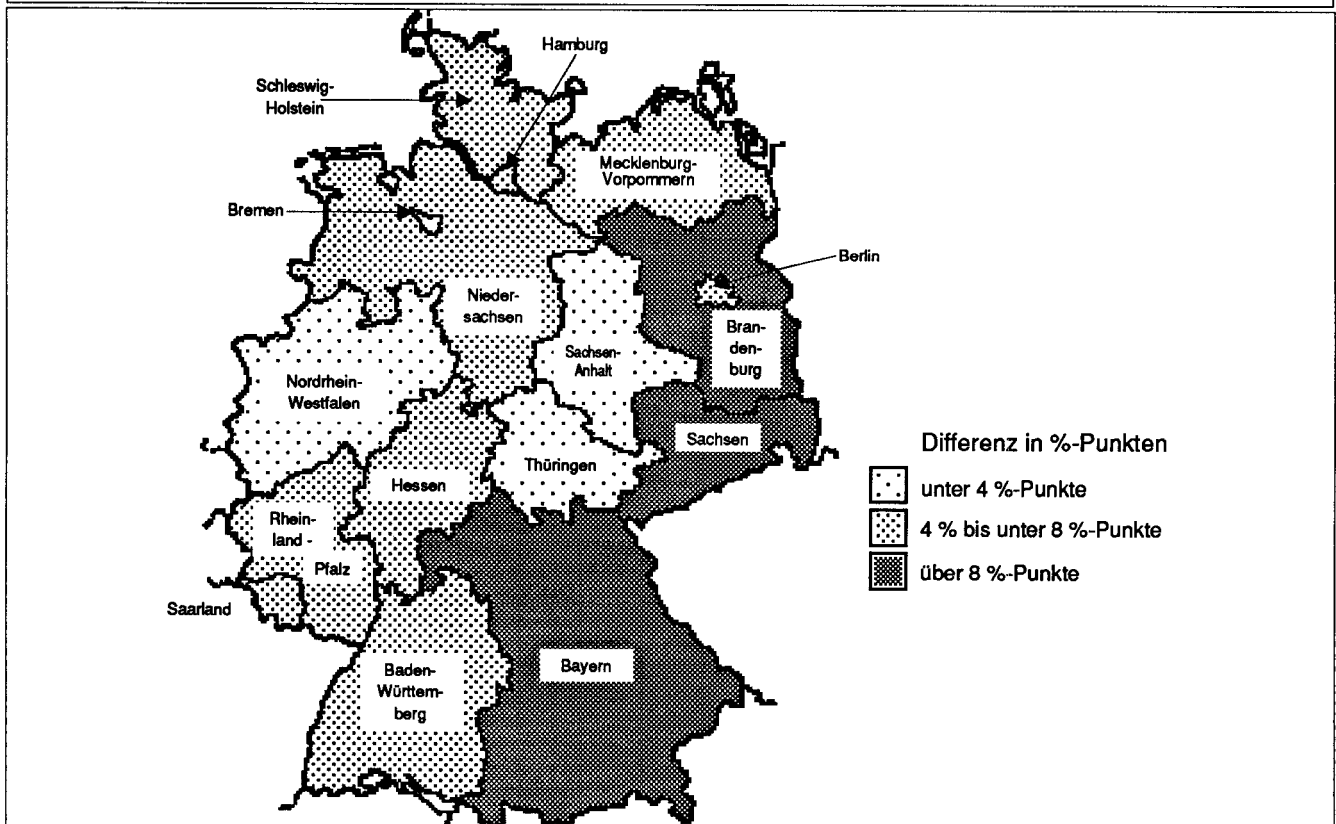 Hamburg
Schleswig-
Holstein
Mecklenburg-
Vorpommern
Bremen
Berlin
Nieder-
sachsen
Bran-
den-
burg
Sachsen-
Anhalt
Nordrhein-
Westfalen
Sachsen
Thüringen
Hessen
Rhein-
land -
Pfalz
Saarland
Baden-
Württem-
berg
Bayern
Differenz in %-Punkten
unter 4 %-Punkte
4 % bis unter 8 %-Punkte
über 8 %-Punkte